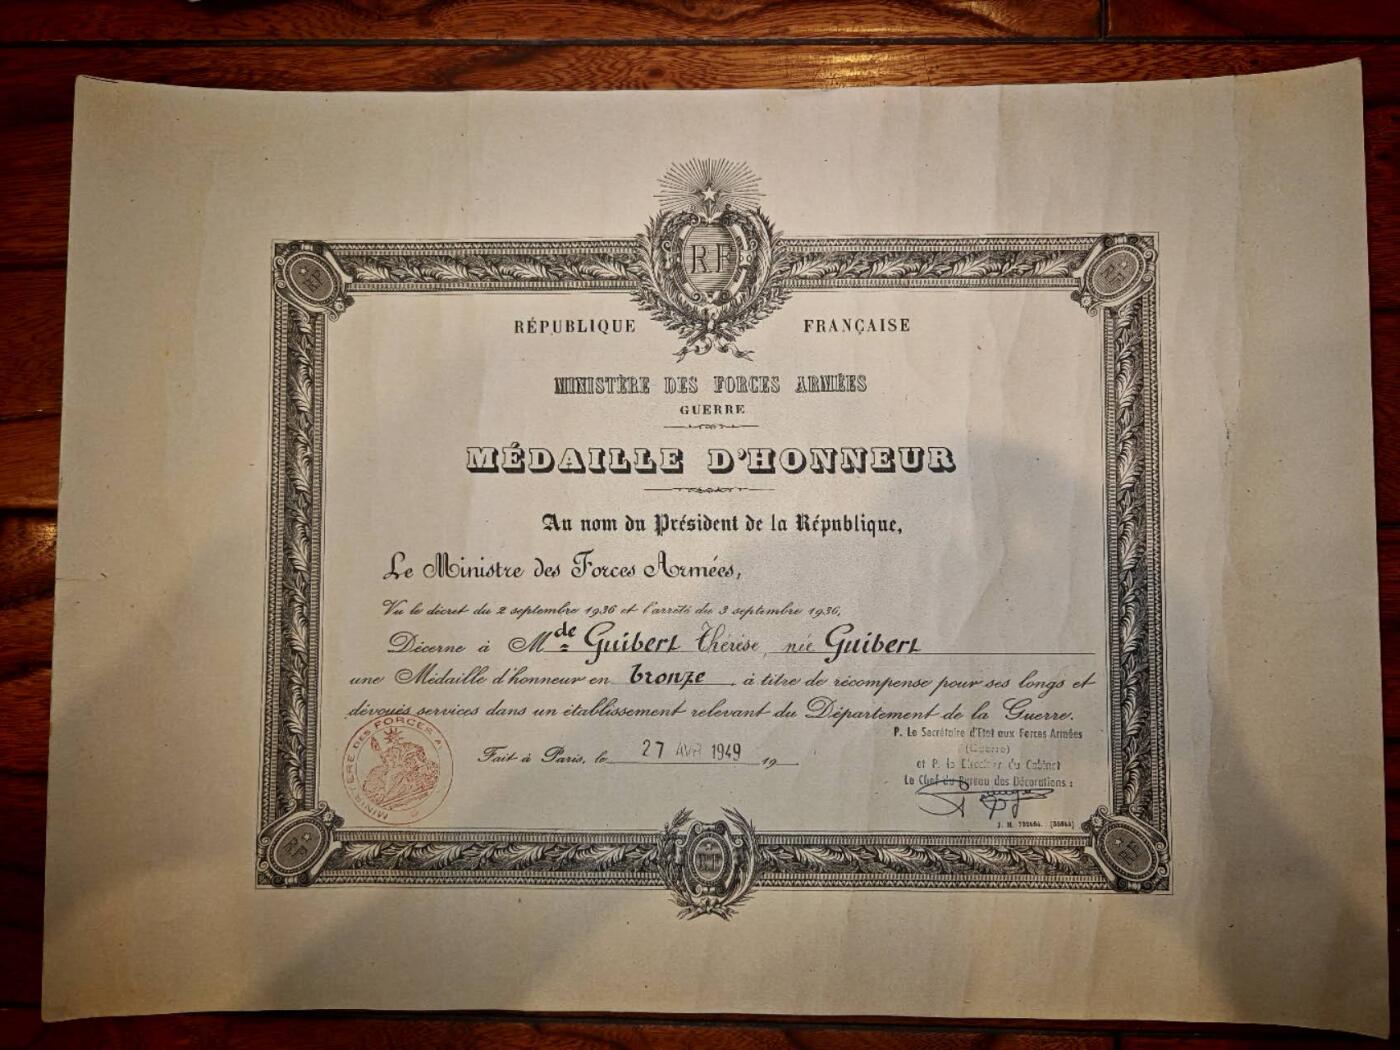 RF
RÉPUBLIQUE FRANÇAISE
MINISTÈRE DES FORCES ARMÉES
GUERRE
MÉDAILLE D'HONNEUR
Au nom du Président de la République,
Le Ministre des Forces Armées,
Vu le décret du 2 septembre 1936 et l'arrêté du 3 septembre 1936,
Décerne à Mde Guibert Thérèse, née Guibert
une Médaille d'honneur en bronze, à titre de récompense pour ses longs et
dévoués services dans un établissement relevant du Département de la Guerre.
Fait à Paris, le 27 AVR 1949 19
MINISTERE DES FORCES A
P. Le Secrétaire d'Etat aux Forces Armées
(Guerre)
et P. le Directeur du Cabinet
Le Chef du Bureau des Décorations :
J. H. (35844)